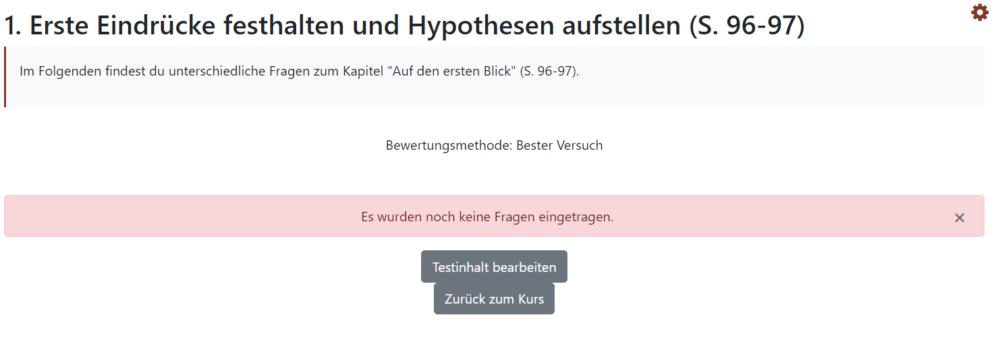 1. Erste Eindrücke festhalten und Hypothesen aufstellen (S. 96-97)
Im Folgenden findest du unterschiedliche Fragen zum Kapitel "Auf den ersten Blick" (S. 96-97).
Bewertungsmethode: Bester Versuch
Es wurden noch keine Fragen eingetragen.
Testinhalt bearbeiten
Zurück zum Kurs